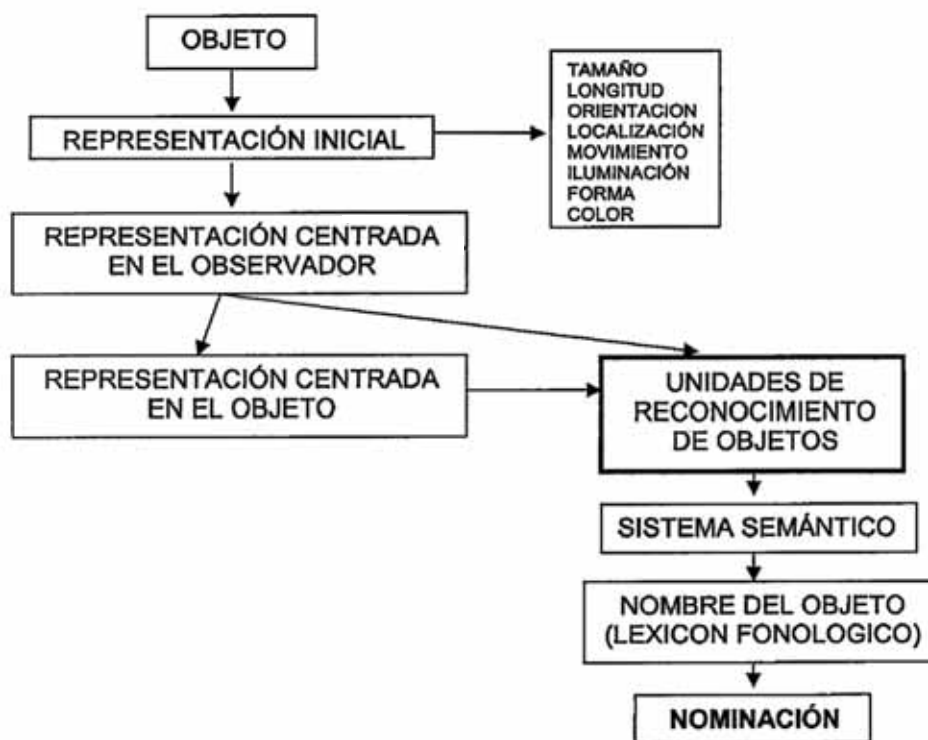 OBJETO
TAMAÑO
LONGITUD
ORIENTACION
LOCALIZACIÓN
MOVIMIENTO
ILUMINACIÓN
FORMA
COLOR
REPRESENTACIÓN INICIAL
REPRESENTACIÓN CENTRADA
EN EL OBSERVADOR
REPRESENTACIÓN CENTRADA
EN EL OBJETO
UNIDADES DE
RECONOCIMIENTO
DE OBJETOS
SISTEMA SEMÁNTICO
NOMBRE DEL OBJETO
(LEXICON FONOLOGICO)
NOMINACIÓN